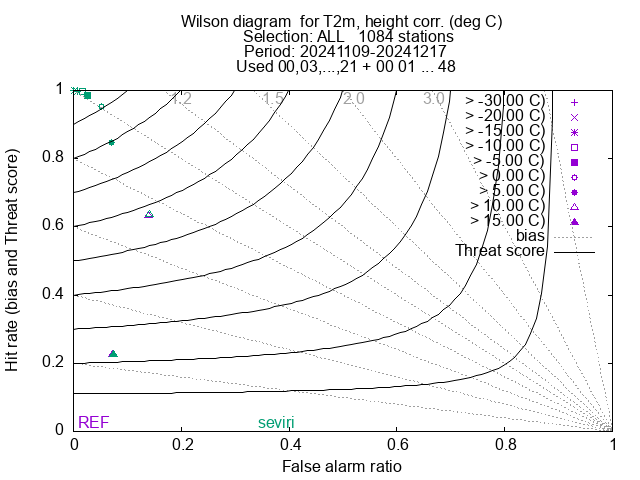 Wilson diagram  for T2m, height corr. (deg C)
Selection: ALL   1084 stations
Period: 20241109-20241217
Used 00,03,...,21 + 00 01 ... 48
1.2 1.5 2.0 3.0
> -30.00 C)
> -20.00 C)
> -15.00 C)
> -10.00 C)
> -5.00 C)
> 0.00 C)
> 5.00 C)
> 10.00 C)
> 15.00 C)
bias
Threat score
1
0.8
0.6
0.4
0.2
0
Hit rate (bias and Threat score)
REF seviri
0 0.2 0.4 0.6 0.8 1
False alarm ratio